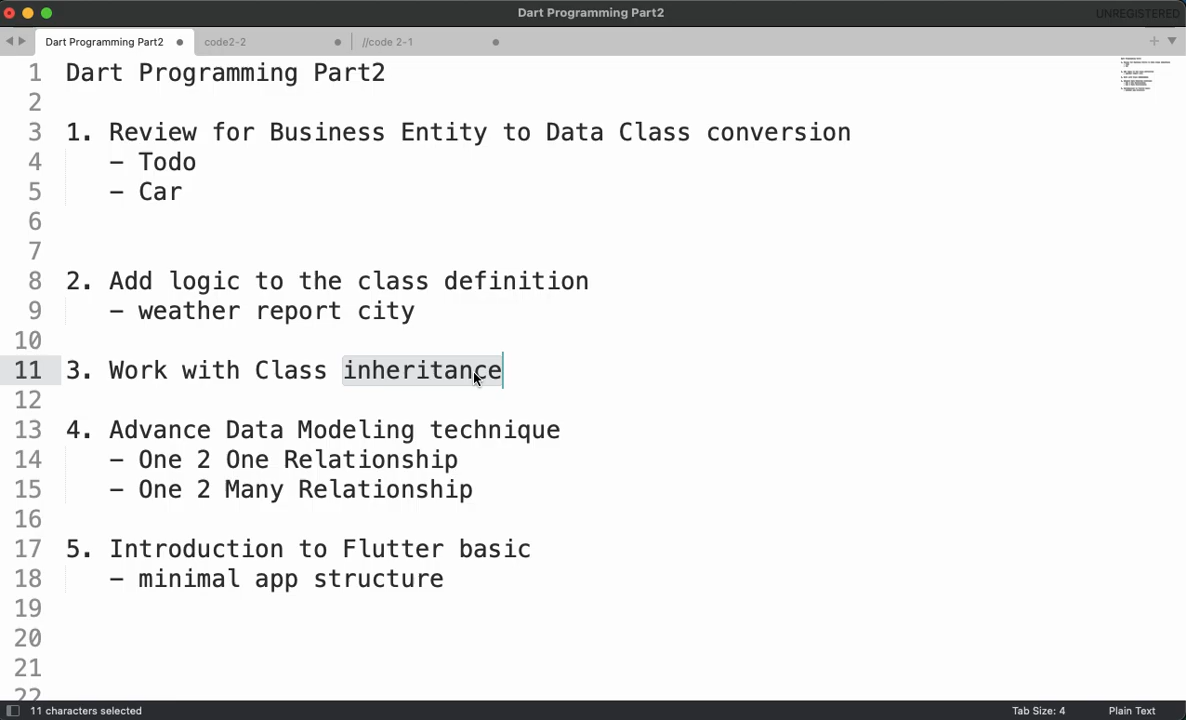 Dart Programming Part2
UNREGISTERED
Dart Programming Part2
code2-2
//code 2-1
1 Dart Programming Part2
2
3 1. Review for Business Entity to Data Class conversion
4 - Todo
5 - Car
6
7
8 2. Add logic to the class definition
9 - weather report city
10
11 3. Work with Class inheritance
12
13 4. Advance Data Modeling technique
14 - One 2 One Relationship
15 - One 2 Many Relationship
16
17 5. Introduction to Flutter basic
18 - minimal app structure
19
20
21
22
11 characters selected
Tab Size: 4
Plain Text